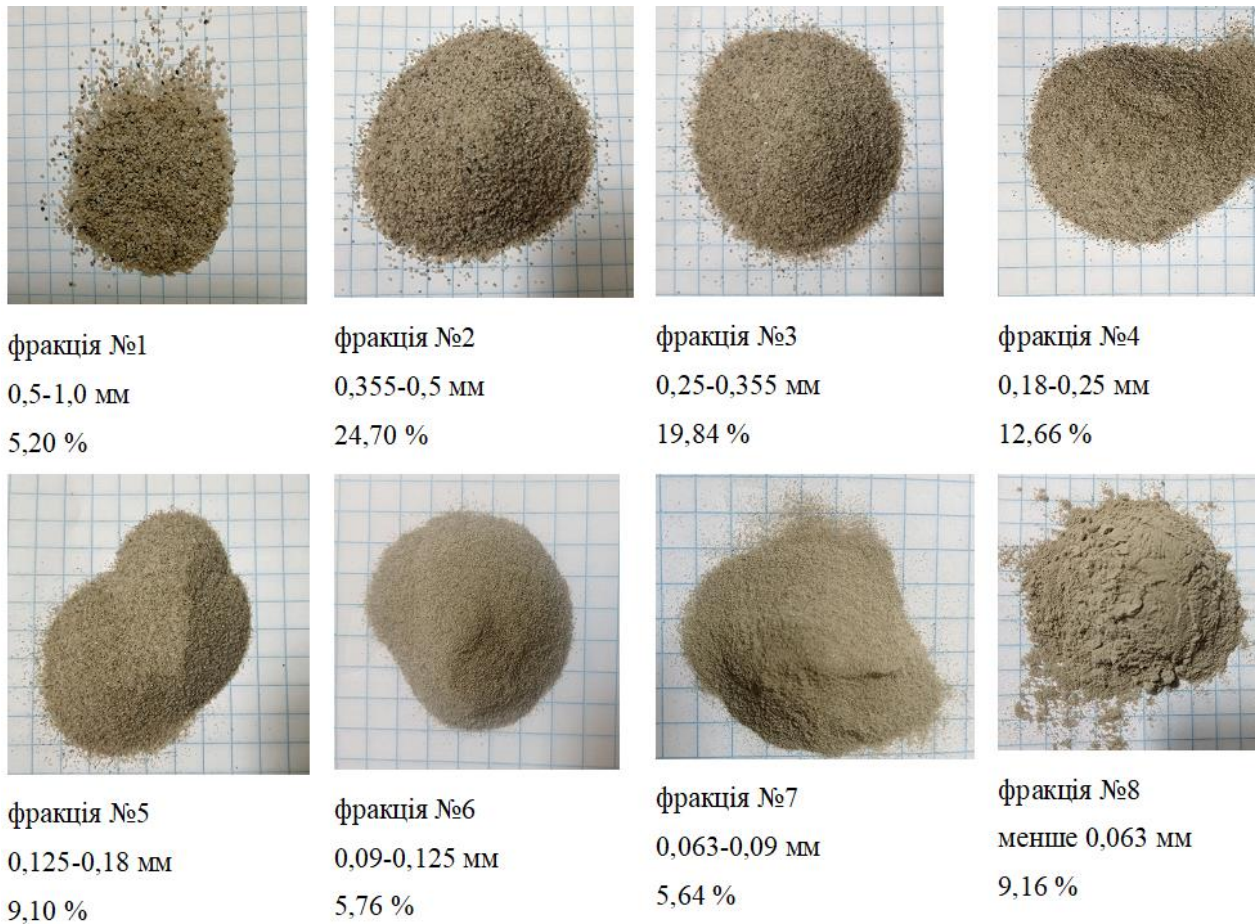 фракція №1
0,5-1,0 мм
5,20 %
фракція №2
0,355-0,5 мм
24,70 %
фракція №3
0,25-0,355 мм
19,84 %
фракція №4
0,18-0,25 мм
12,66 %
фракція №5
0,125-0,18 мм
9,10 %
фракція №6
0,09-0,125 мм
5,76 %
фракція №7
0,063-0,09 мм
5,64 %
фракція №8
менше 0,063 мм
9,16 %